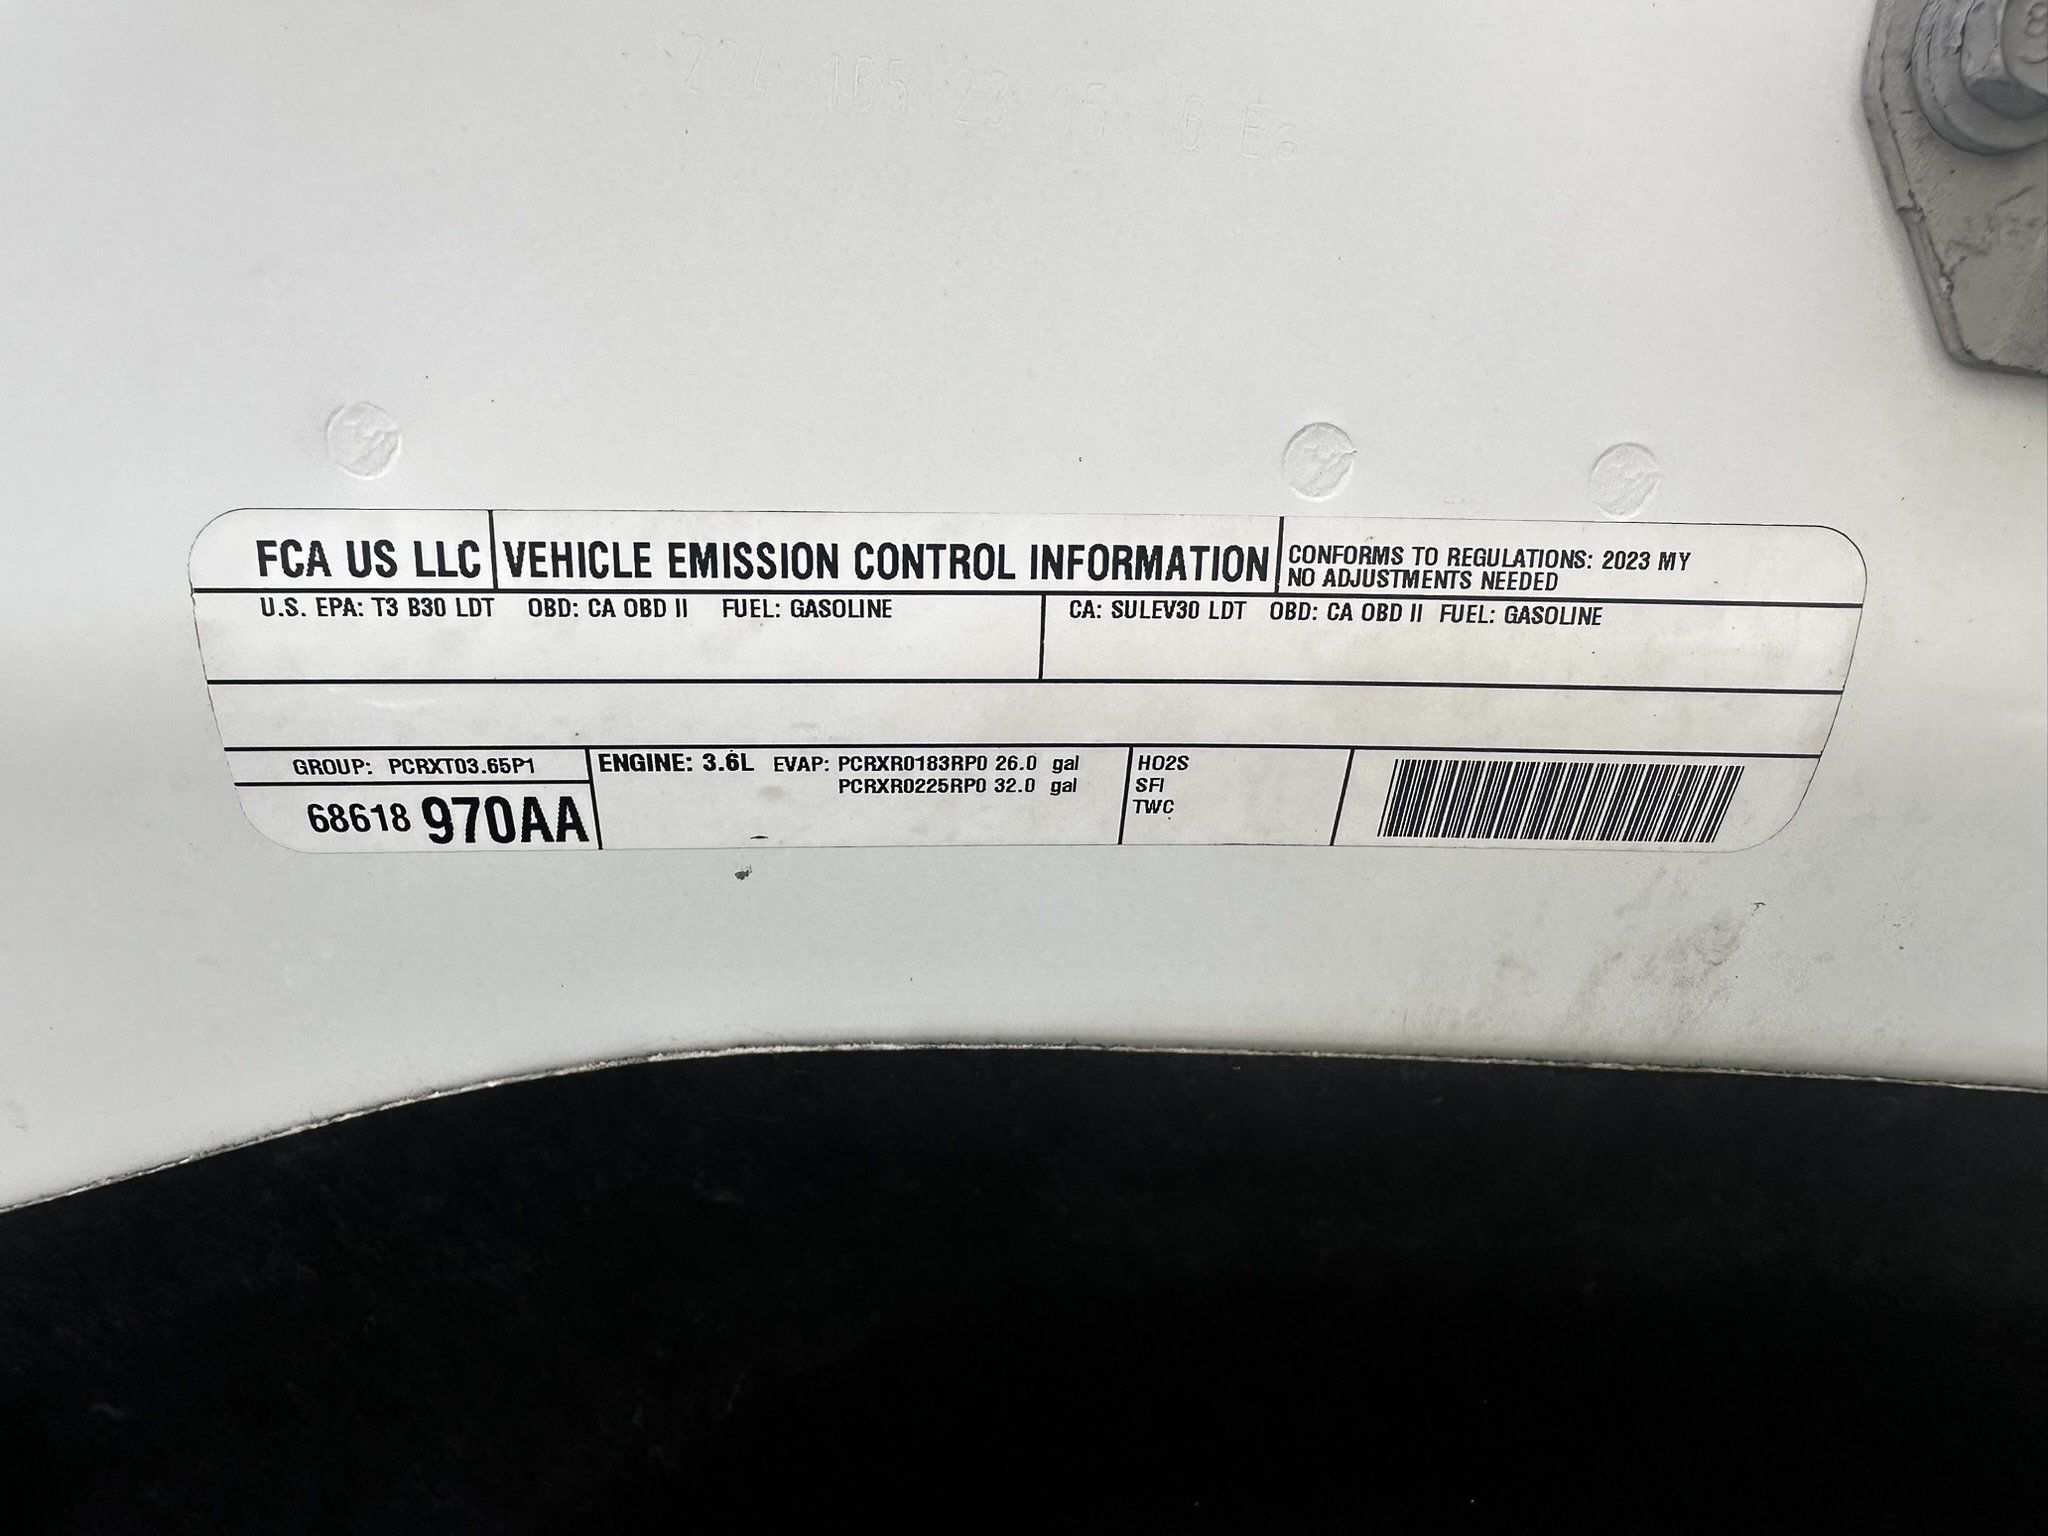 FCA US LLC VEHICLE EMISSION CONTROL INFORMATION CONFORMS TO REGULATIONS: 2023 MY
NO ADJUSTMENTS NEEDED
U.S. EPA: T3 B30 LDT OBD: CA OBD II FUEL: GASOLINE CA: SULEV30 LDT OBD: CA OBD II FUEL: GASOLINE
GROUP: PCRXT03.65P1 ENGINE: 3.6L EVAP: PCRXR0183RP0 26.0 gal HO2S
PCRXR0225RP0 32.0 gal SFI
68618 970AA TWC